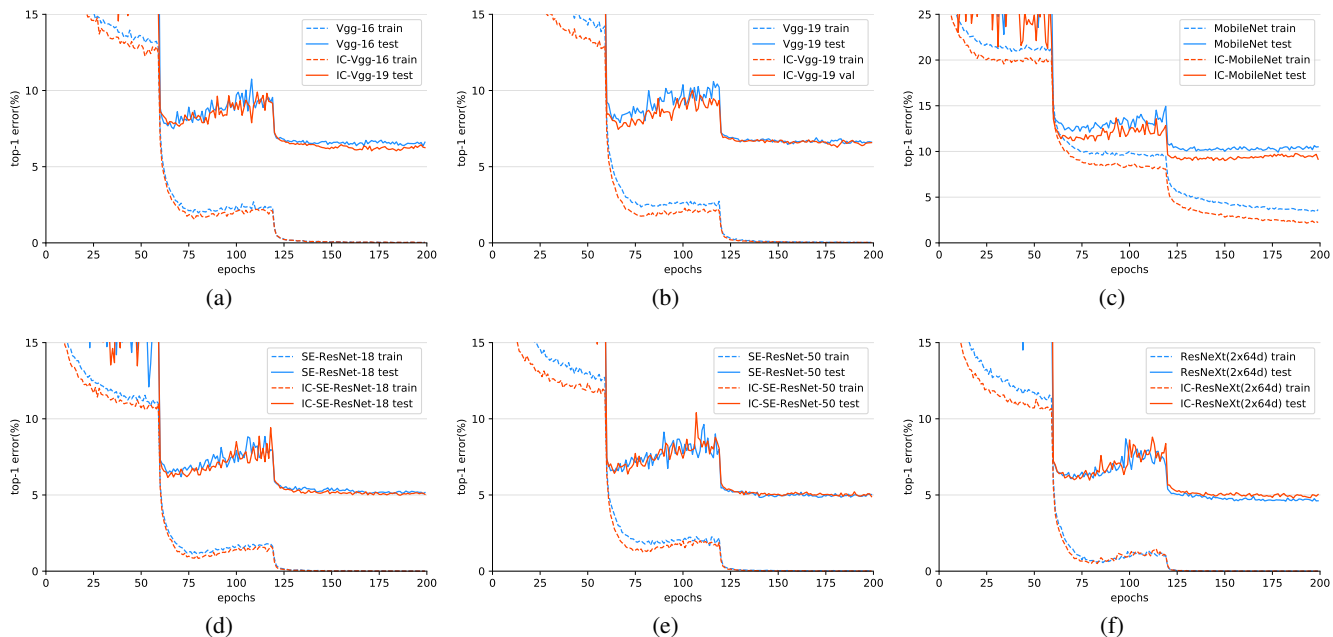 15
10
5
0
top-1 error(%)
Vgg-16 train
Vgg-16 test
IC-Vgg-16 train
IC-Vgg-19 test
0 25 50 75 100 125 150 175 200
epochs
(a)
15
10
5
0
top-1 error(%)
Vgg-19 train
Vgg-19 test
IC-Vgg-19 train
IC-Vgg-19 val
0 25 50 75 100 125 150 175 200
epochs
(b)
25
20
15
10
5
0
top-1 error(%)
MobileNet train
MobileNet test
IC-MobileNet train
IC-MobileNet test
0 25 50 75 100 125 150 175 200
epochs
(c)
15
10
5
0
top-1 error(%)
SE-ResNet-18 train
SE-ResNet-18 test
IC-SE-ResNet-18 train
IC-SE-ResNet-18 test
0 25 50 75 100 125 150 175 200
epochs
(d)
15
10
5
0
top-1 error(%)
SE-ResNet-50 train
SE-ResNet-50 test
IC-SE-ResNet-50 train
IC-SE-ResNet-50 test
0 25 50 75 100 125 150 175 200
epochs
(e)
15
10
5
0
top-1 error(%)
ResNeXt(2x64d) train
ResNeXt(2x64d) test
IC-ResNeXt(2x64d) train
IC-ResNeXt(2x64d) test
0 25 50 75 100 125 150 175 200
epochs
(f)